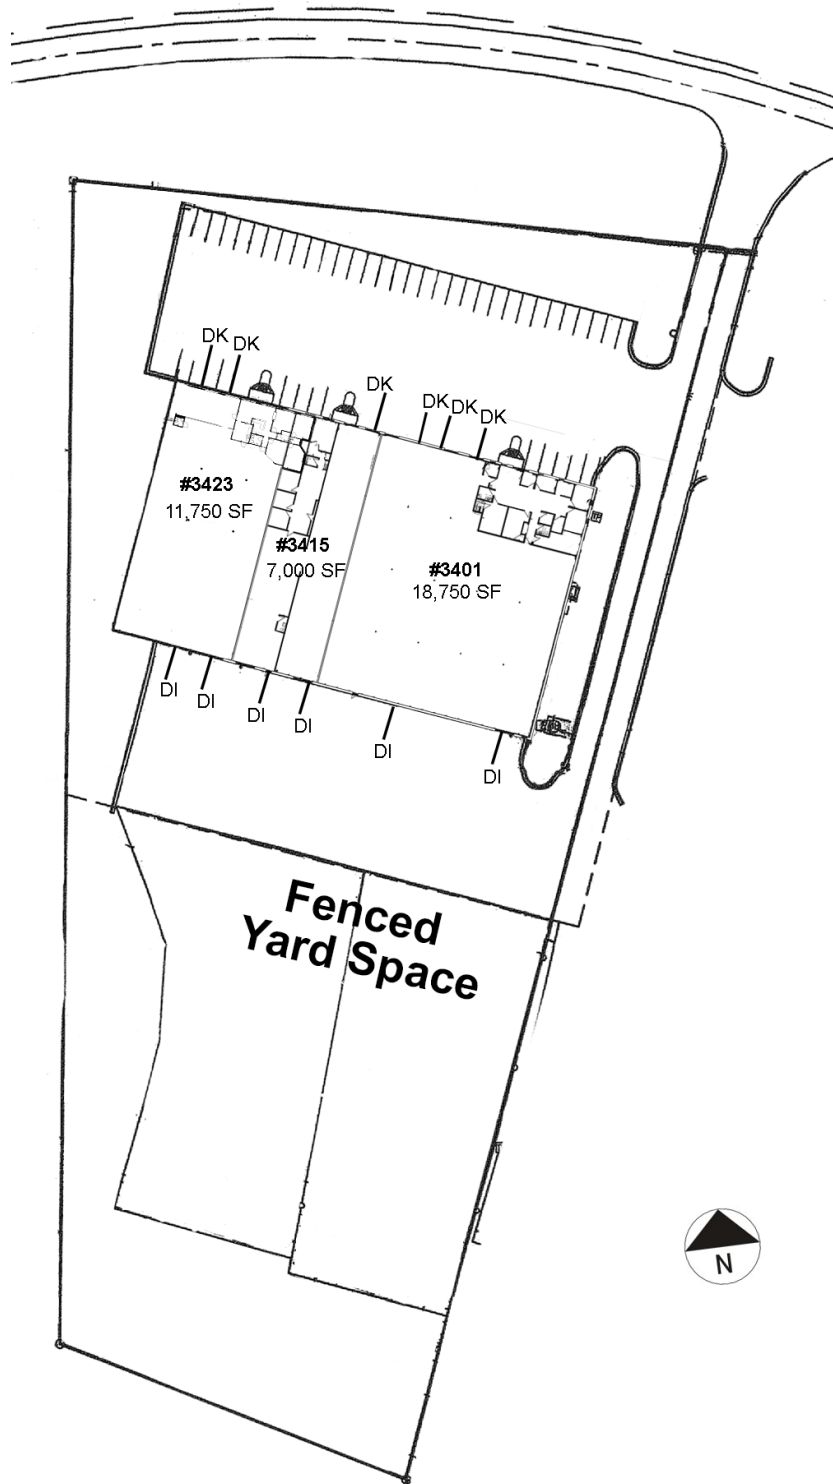 DK
DK
DK
DK
DK
DK
#3423
11,750 SF
#3415
7,000 SF
#3401
18,750 SF
DI
DI
DI
DI
DI
DI
Fenced
Yard Space
N